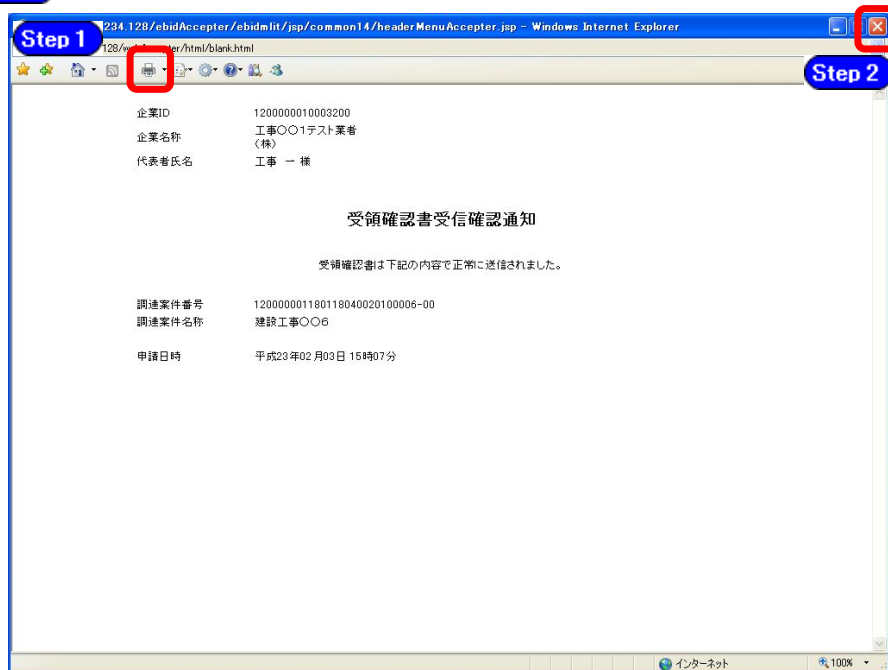 Step 1
234.128/ebidAccepter/ebidmlit/jsp/common14/headerMenuAccepter.jsp - Windows Internet Explorer
/html/blank.html
Step 2
企業ID 1200000010003200
企業名称 工事〇〇1テスト業者
(株)
代表者氏名 工事 一 様
受領確認書受信確認通知
受領確認書は下記の内容で正常に送信されました。
調達案件番号 120000001180118040020100006-00
調達案件名称 建設工事〇〇6
申請日時 平成23年02月03日 15時07分
インターネット 100%